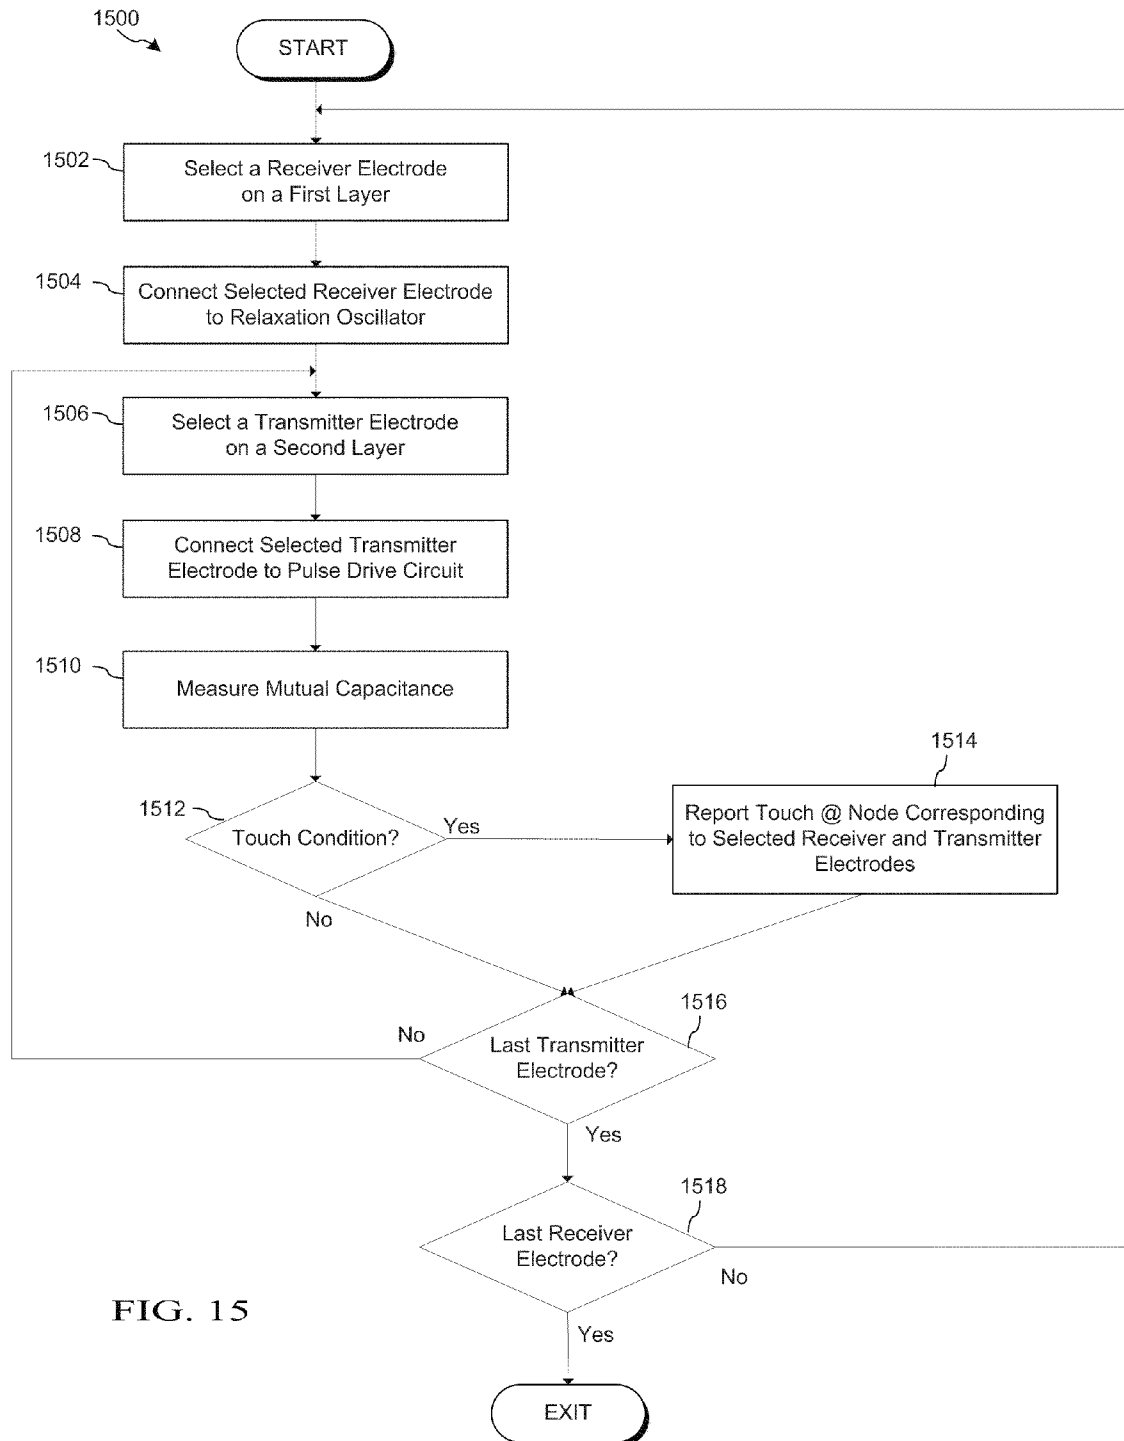 1500
START
1502
Select a Receiver Electrode
on a First Layer
1504
Connect Selected Receiver Electrode
to Relaxation Oscillator
1506
Select a Transmitter Electrode
on a Second Layer
1508
Connect Selected Transmitter
Electrode to Pulse Drive Circuit
1510
Measure Mutual Capacitance
1512
Touch Condition?
Yes
1514
Report Touch @ Node Corresponding
to Selected Receiver and Transmitter
Electrodes
No
No
1516
Last Transmitter
Electrode?
Yes
1518
Last Receiver
Electrode?
No
FIG. 15
Yes
EXIT